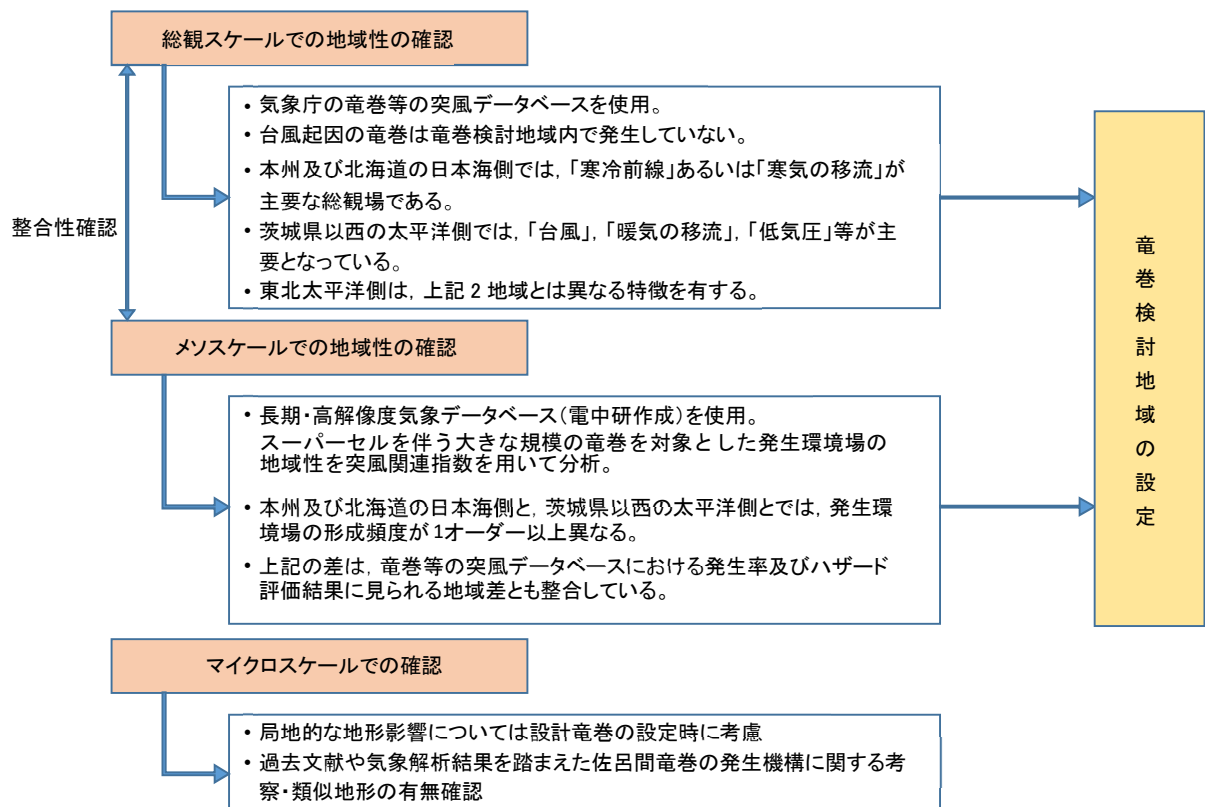 総観スケールでの地域性の確認
・気象庁の竜巻等の突風データベースを使用。
・台風起因の竜巻は竜巻検討地域内で発生していない。
・本州及び北海道の日本海側では，「寒冷前線」あるいは「寒気の移流」が
主要な総観場である。
・茨城県以西の太平洋側では，「台風」，「暖気の移流」，「低気圧」等が主
要となっている。
・東北太平洋側は，上記２地域とは異なる特徴を有する。
整合性確認
メソスケールでの地域性の確認
・長期・高解像度気象データベース（電中研作成）を使用。
スーパーセルを伴う大きな規模の竜巻を対象とした発生環境場の
地域性を突風関連指数を用いて分析。
・本州及び北海道の日本海側と，茨城県以西の太平洋側とでは，発生環
境場の形成頻度が1オーダー以上異なる。
・上記の差は，竜巻等の突風データベースにおける発生率及びハザード
評価結果に見られる地域差とも整合している。
竜巻検討地域の設定
マイクロスケールでの確認
・局地的な地形影響については設計竜巻の設定時に考慮
・過去文献や気象解析結果を踏まえた佐呂間竜巻の発生機構に関する考
察・類似地形の有無確認